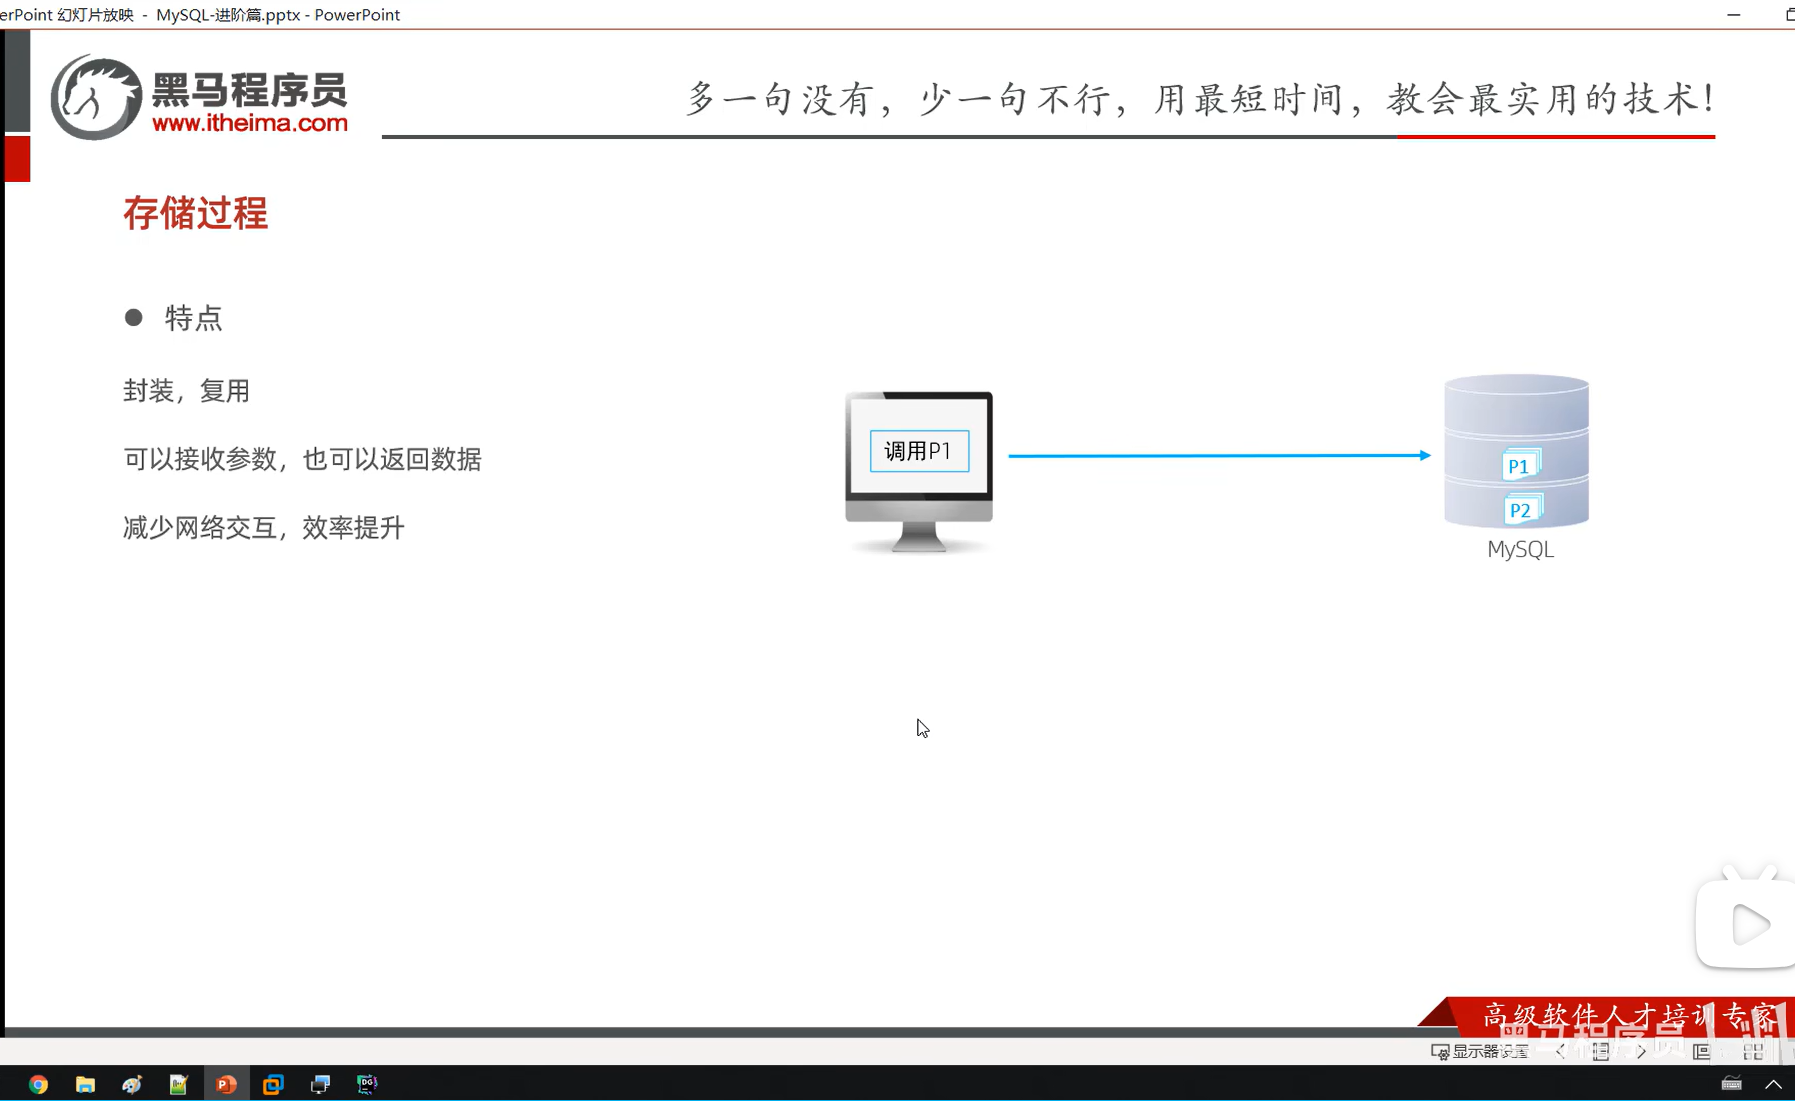 erPoint 幻灯片放映 - MySQL-进阶篇.pptx - PowerPoint
黑马程序员
www.itheima.com
多一句没有，少一句不行，用最短时间，教会最实用的技术！
存储过程
● 特点
封装，复用
可以接收参数，也可以返回数据
减少网络交互，效率提升
调用P1
P1
P2
MySQL
高级软件人才培训专家
黑马程序员
显示器设置